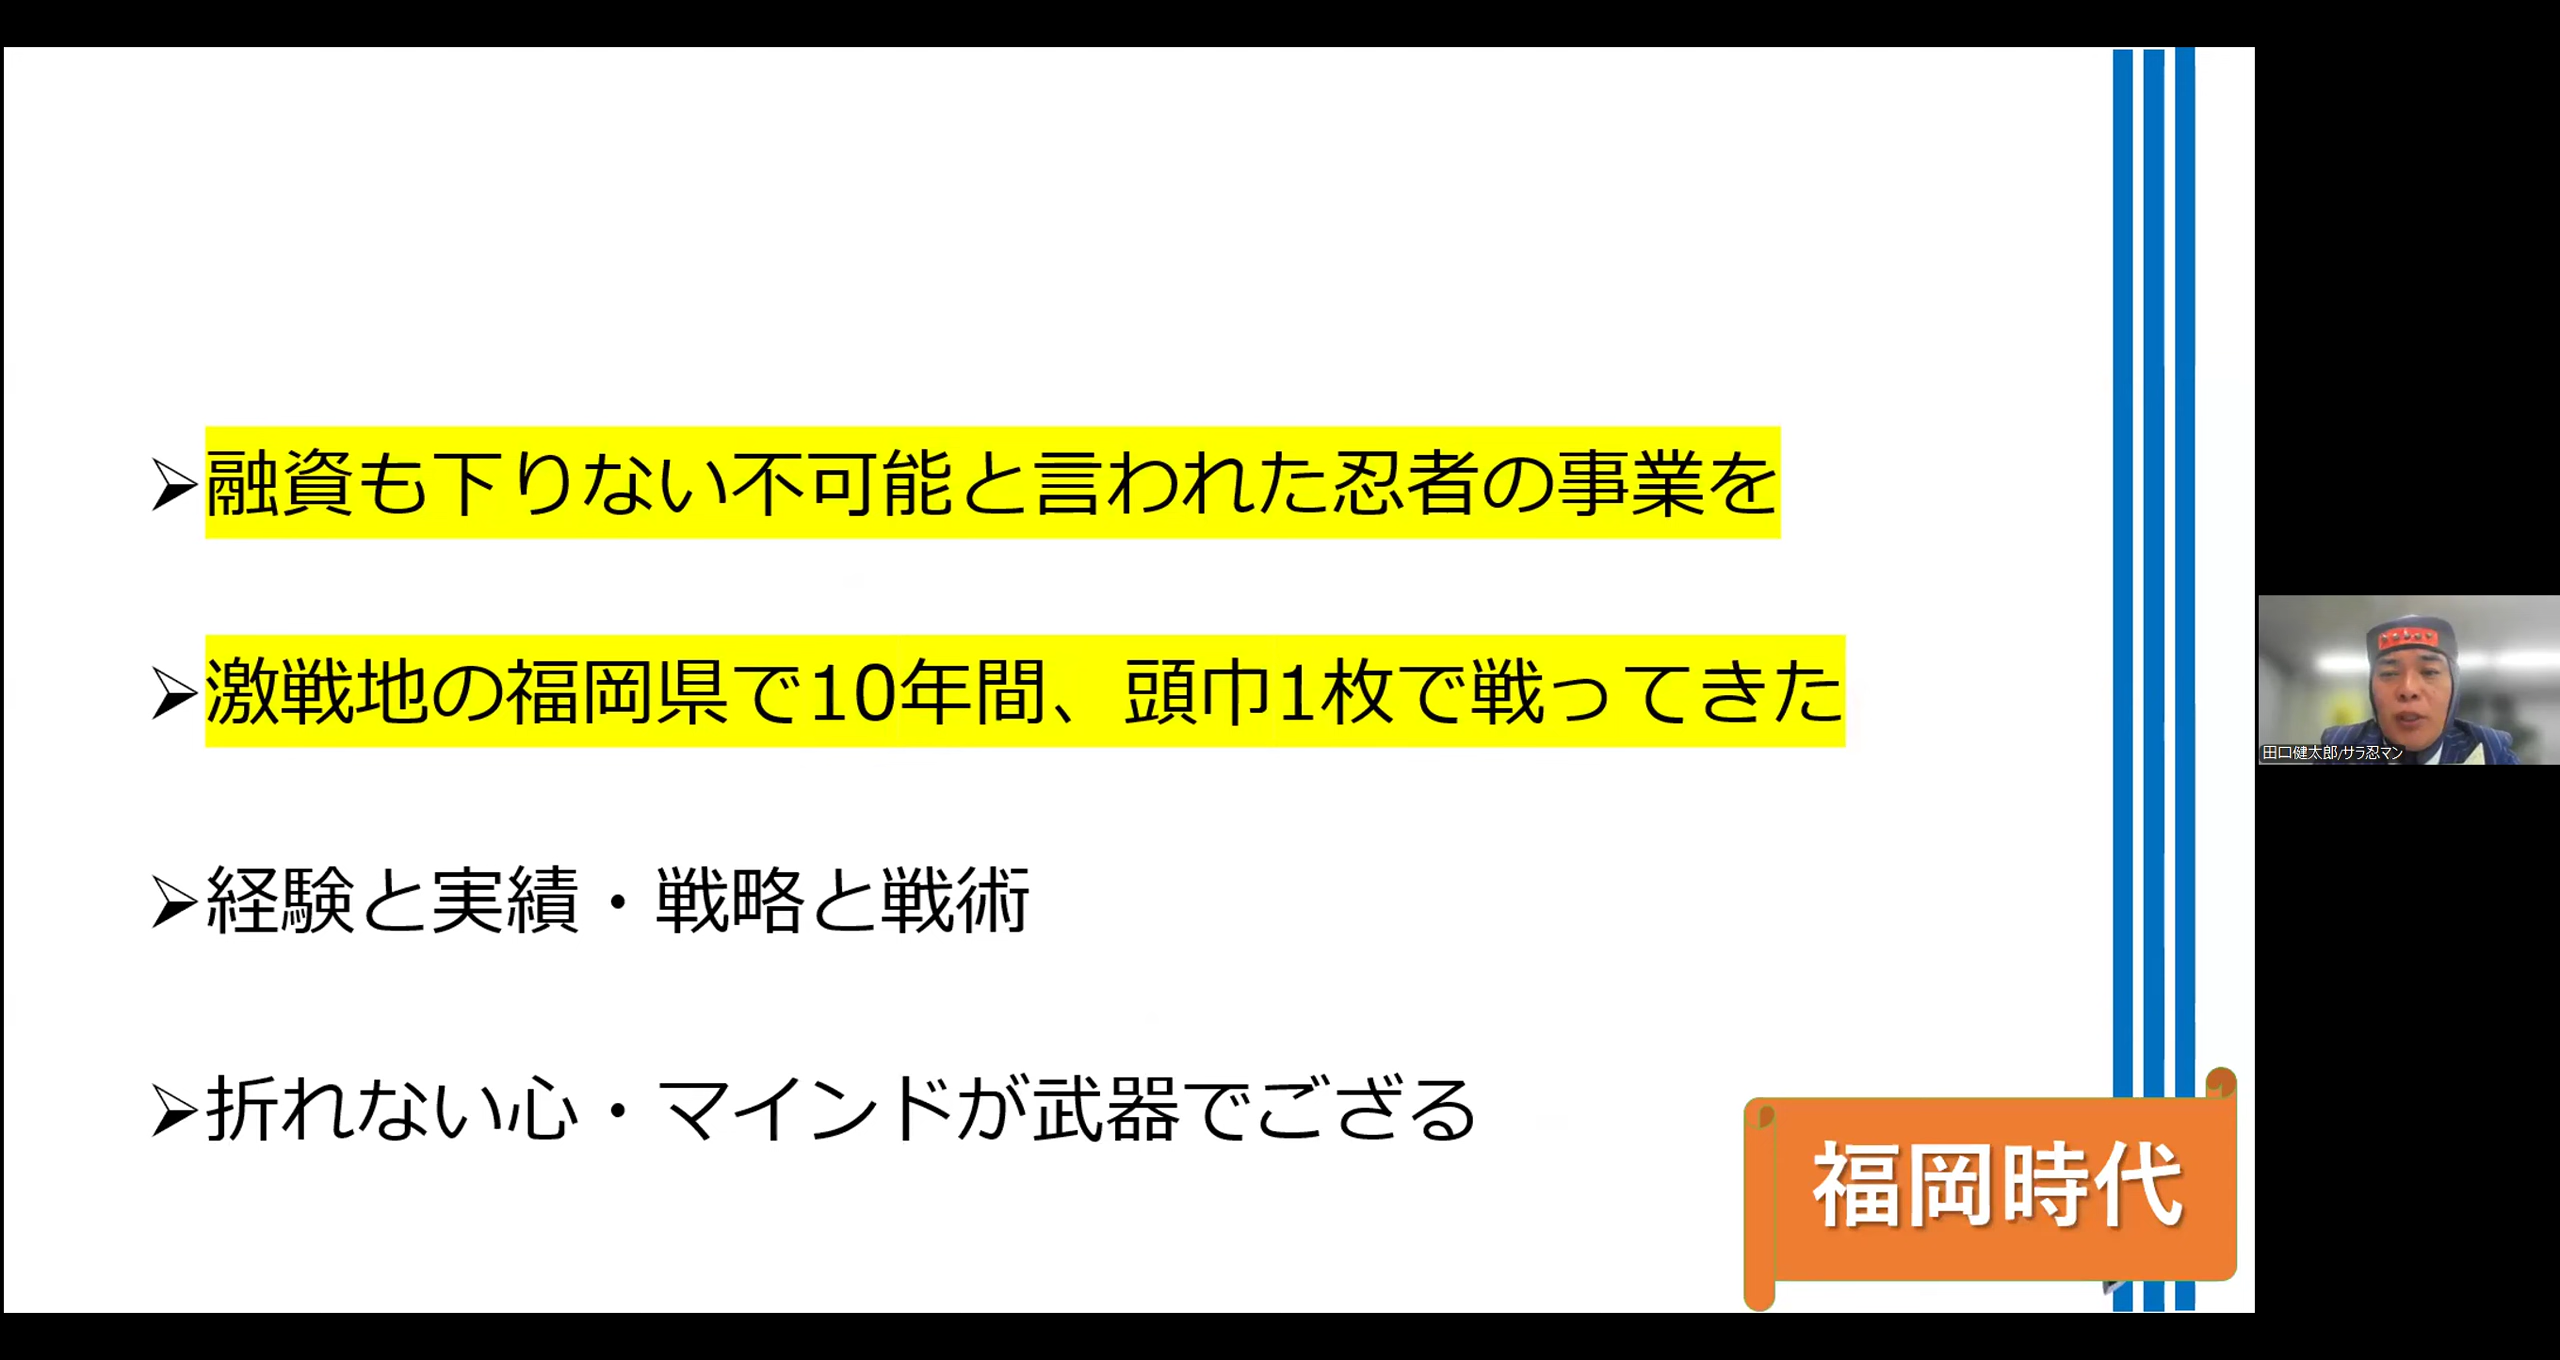 ➢融資も下りない不可能と言われた忍者の事業を
➢激戦地の福岡県で10年間、頭巾1枚で戦ってきた
➢経験と実績・戦略と戦術
➢折れない心・マインドが武器でござる
福岡時代
田口健太郎/サラ忍マン